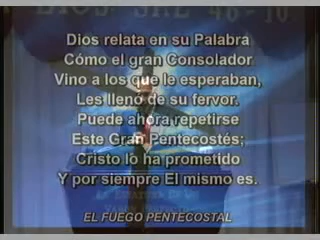 Dios relata en su Palabra
Cómo el gran Consolador
Vino a los que le esperaban,
Les llenó de su fervor.
Puede ahora repetirse
Este Gran Pentecostés;
Cristo lo ha prometido
Y por siempre El mismo es.
EL FUEGO PENTECOSTAL